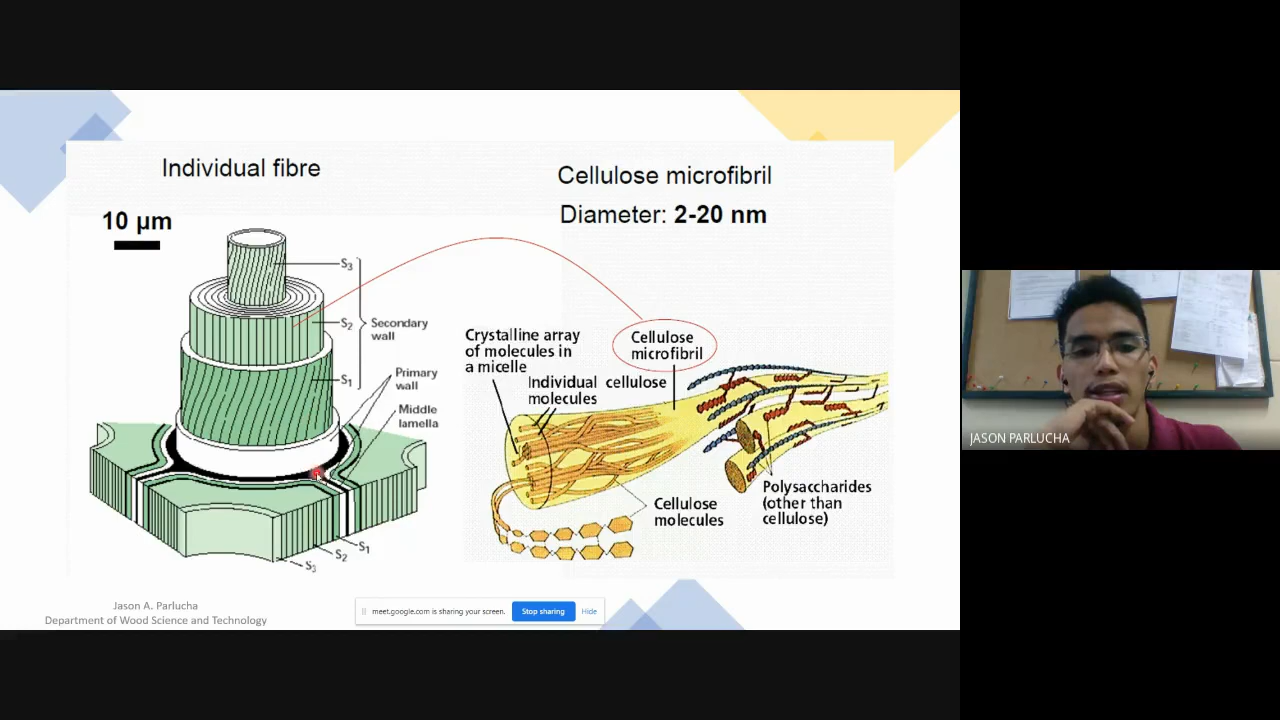 Individual fibre
10 µm
S3
S2
Secondary
wall
S1
Primary
wall
Middle
lamella
S1
S2
S3
Cellulose microfibril
Diameter: 2-20 nm
Crystalline array
of molecules in
a micelle
Cellulose
microfibril
Individual cellulose
molecules
Cellulose
molecules
Polysaccharides
(other than
cellulose)
Jason A. Parlucha
Department of Wood Science and Technology
meet.google.com is sharing your screen.
Stop sharing
Hide
JASON PARLUCHA